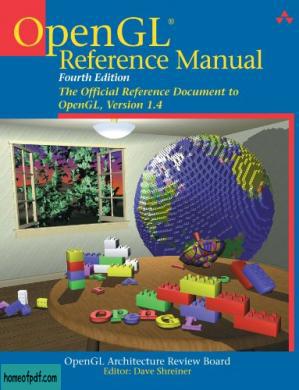 OpenGL®
Reference Manual
Fourth Edition
The Official Reference Document to
OpenGL, Version 1.4
OpenGL
OpenGL Architecture Review Board
Editor: Dave Shreiner
homeofpdf.com